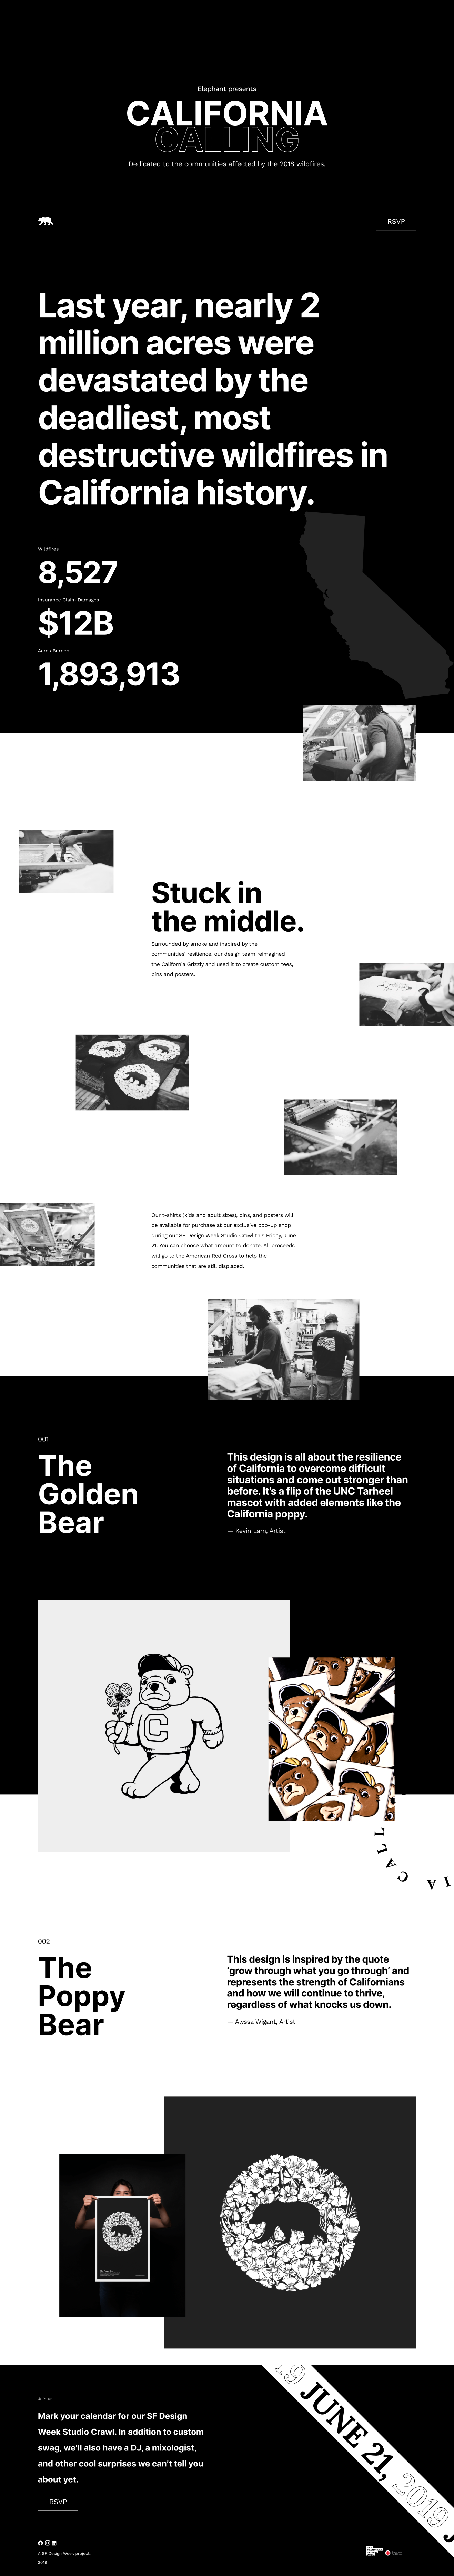 Elephant presents
CALIFORNIA
CALLING
Dedicated to the communities affected by the 2018 wildfires.
RSVP
Last year, nearly 2
million acres were
devastated by the
deadliest, most
destructive wildfires in
California history.
Wildfires
8,527
Insurance Claim Damages
$12B
Acres Burned
1,893,913
Stuck in
the middle.
Surrounded by smoke and inspired by the
communities’ resilience, our design team reimagined
the California Grizzly and used it to create custom tees,
pins and posters.
Our t-shirts (kids and adult sizes), pins, and posters will
be available for purchase at our exclusive pop-up shop
during our SF Design Week Studio Crawl this Friday, June
21. You can choose what amount to donate. All proceeds
will go to the American Red Cross to help the
communities that are still displaced.
001
The
Golden
Bear
This design is all about the resilience
of California to overcome difficult
situations and come out stronger than
before. It’s a flip of the UNC Tarheel
mascot with added elements like the
California poppy.
— Kevin Lam, Artist
C
IA CALL
002
The
Poppy
Bear
This design is inspired by the quote
‘grow through what you go through’ and
represents the strength of Californians
and how we will continue to thrive,
regardless of what knocks us down.
— Alyssa Wigant, Artist
19 JUNE 21, 2019 J
Join us
Mark your calendar for our SF Design
Week Studio Crawl. In addition to custom
swag, we’ll also have a DJ, a mixologist,
and other cool surprises we can’t tell you
about yet.
RSVP
A SF Design Week project.
2019